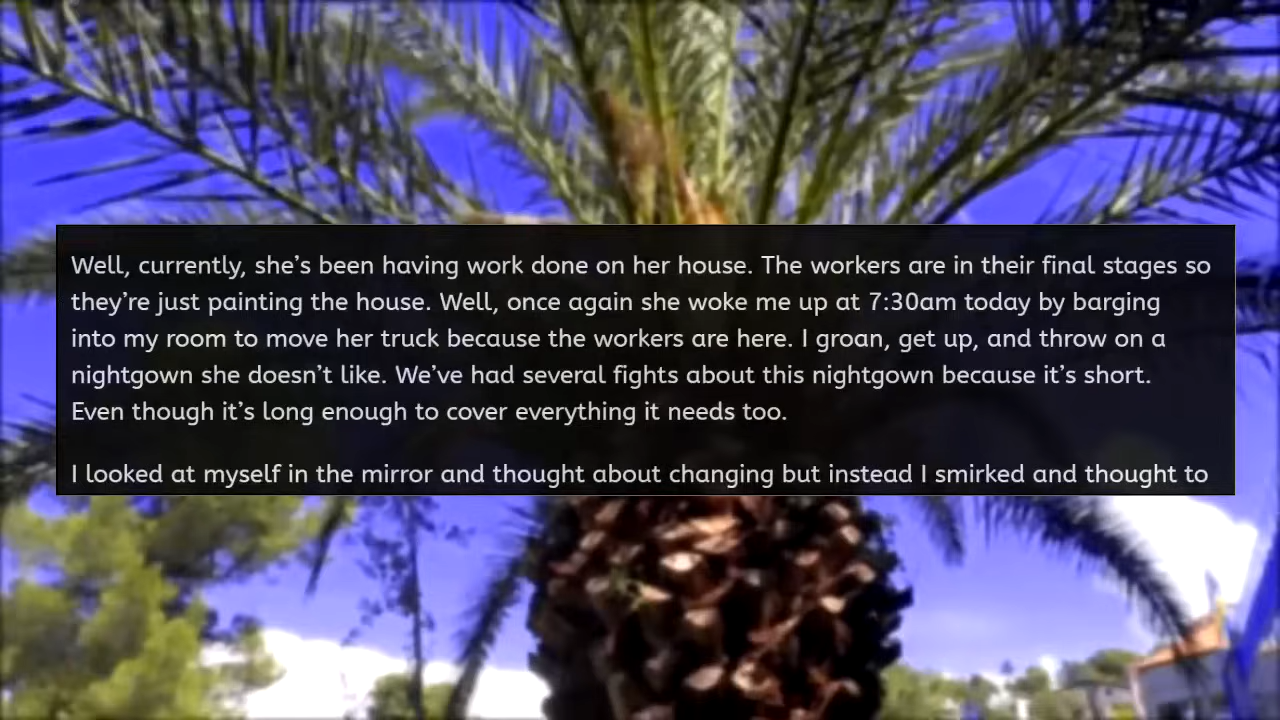 Well, currently, she’s been having work done on her house. The workers are in their final stages so
they’re just painting the house. Well, once again she woke me up at 7:30am today by barging
into my room to move her truck because the workers are here. I groan, get up, and throw on a
nightgown she doesn’t like. We’ve had several fights about this nightgown because it’s short.
Even though it’s long enough to cover everything it needs too.
I looked at myself in the mirror and thought about changing but instead I smirked and thought to